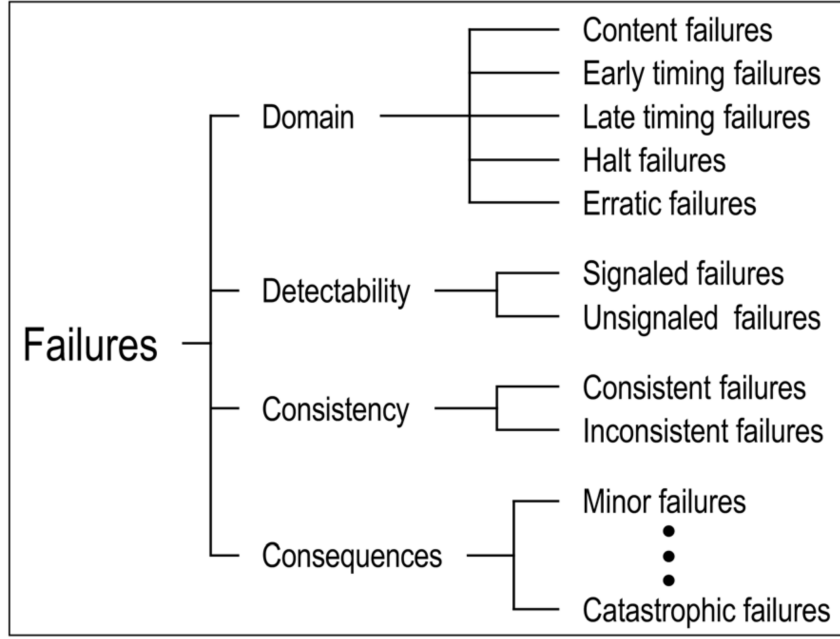 Failures
Domain
Content failures
Early timing failures
Late timing failures
Halt failures
Erratic failures
Detectability
Signaled failures
Unsignaled failures
Consistency
Consistent failures
Inconsistent failures
Consequences
Minor failures
Catastrophic failures